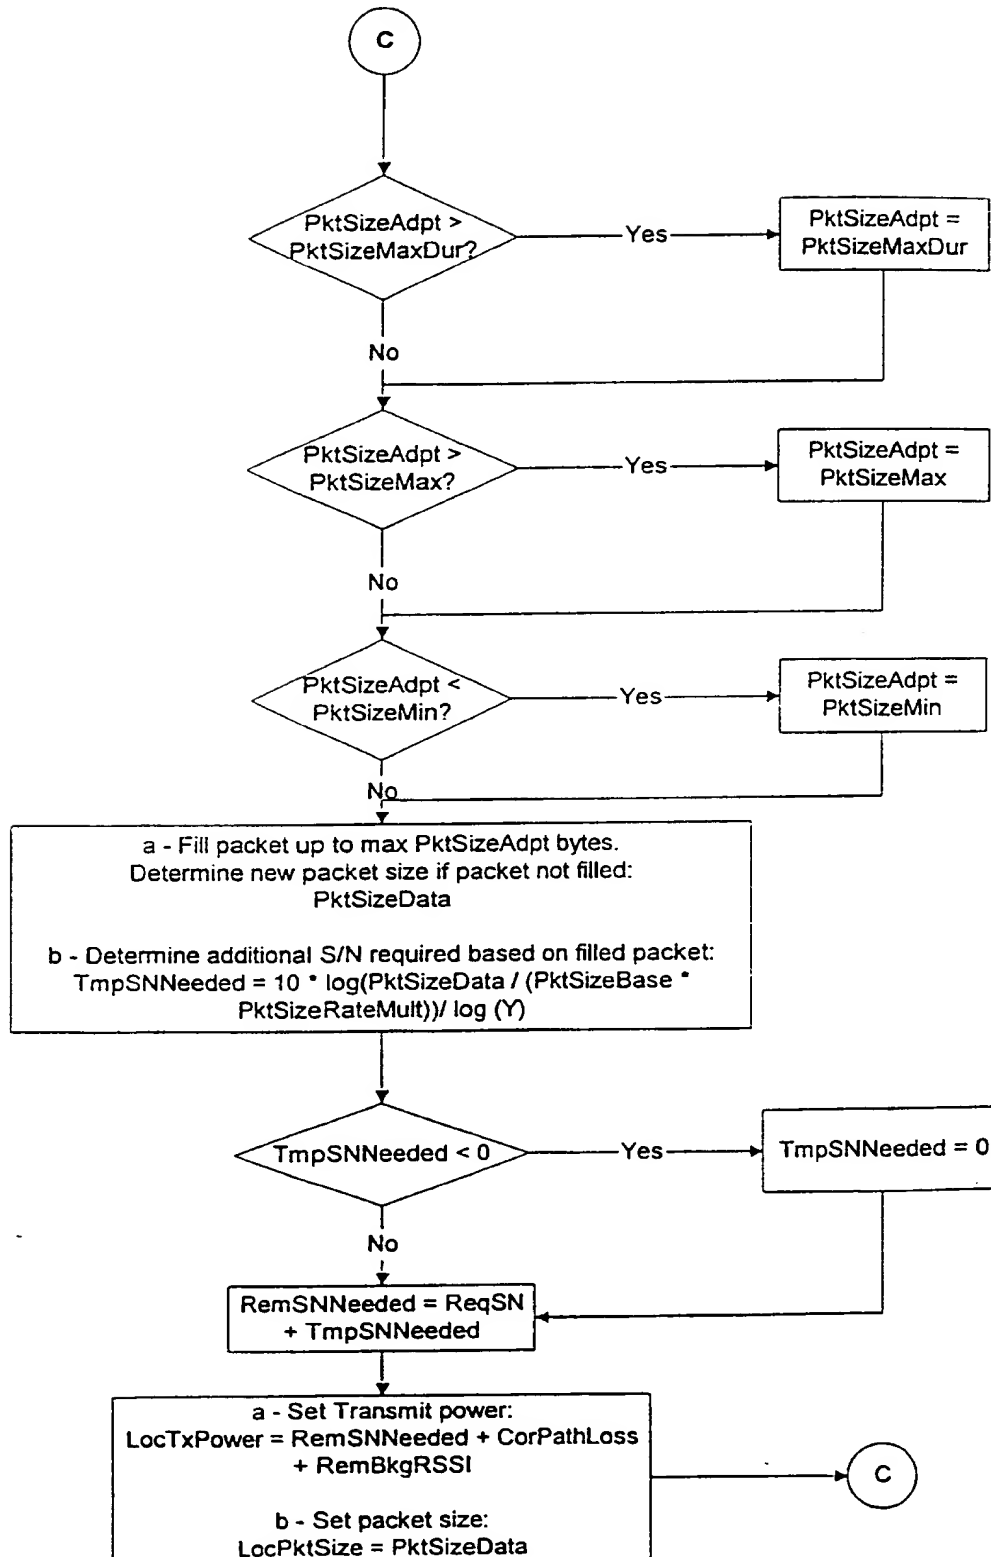 C
PktSizeAdpt >
PktSizeMaxDur?
Yes
PktSizeAdpt =
PktSizeMaxDur
No
PktSizeAdpt >
PktSizeMax?
Yes
PktSizeAdpt =
PktSizeMax
No
PktSizeAdpt <
PktSizeMin?
Yes
PktSizeAdpt =
PktSizeMin
No
a - Fill packet up to max PktSizeAdpt bytes.
Determine new packet size if packet not filled:
PktSizeData
b - Determine additional S/N required based on filled packet:
TmpSNNeeded = 10 * log(PktSizeData / (PktSizeBase *
PktSizeRateMult))/ log (Y)
TmpSNNeeded < 0
Yes
TmpSNNeeded = 0
No
RemSNNeeded = ReqSN
+ TmpSNNeeded
a - Set Transmit power:
LocTxPower = RemSNNeeded + CorPathLoss
+ RemBkgRSSI
C
b - Set packet size:
LocPktSize = PktSizeData